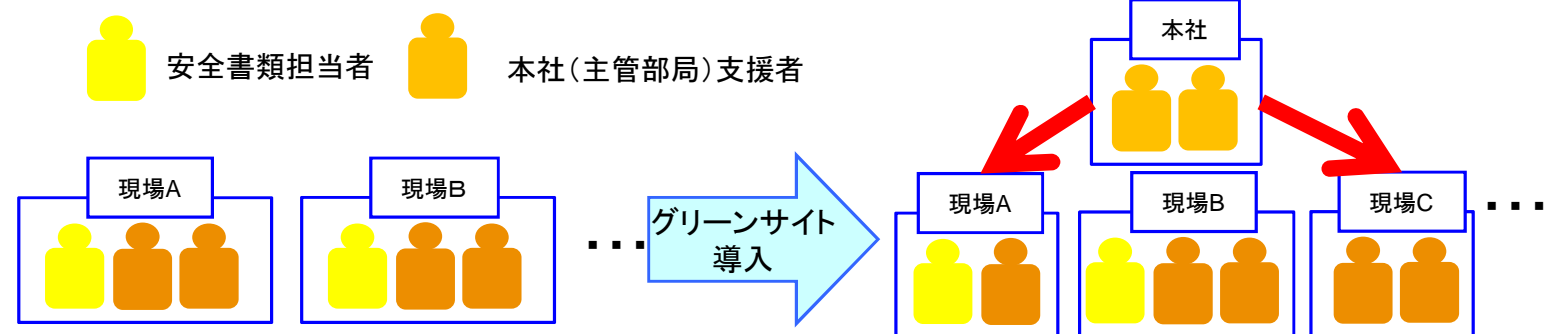 安全書類担当者
本社（主管部局）支援者
本社
現場A
現場B
・・・
グリーンサイト
導入
現場A
現場B
現場C
・・・